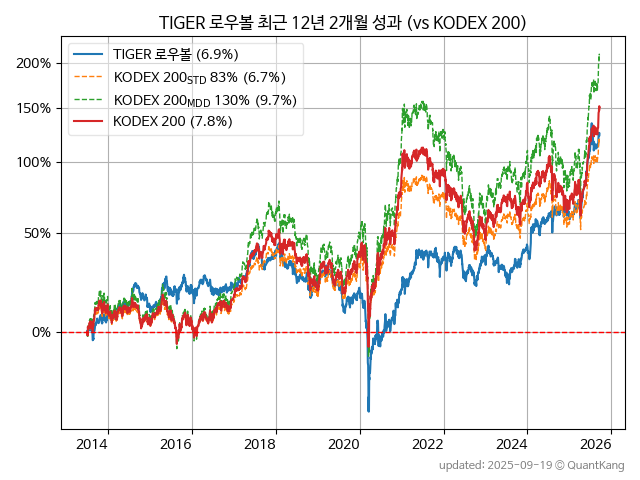 TIGER 로우볼 최근 12년 2개월 성과 (vs KODEX 200)
TIGER 로우볼 (6.9%)
KODEX 200STD 83% (6.7%)
KODEX 200MDD 130% (9.7%)
KODEX 200 (7.8%)
200%
150%
100%
50%
0%
2014
2016
2018
2020
2022
2024
2026
updated: 2025-09-19 © QuantKang